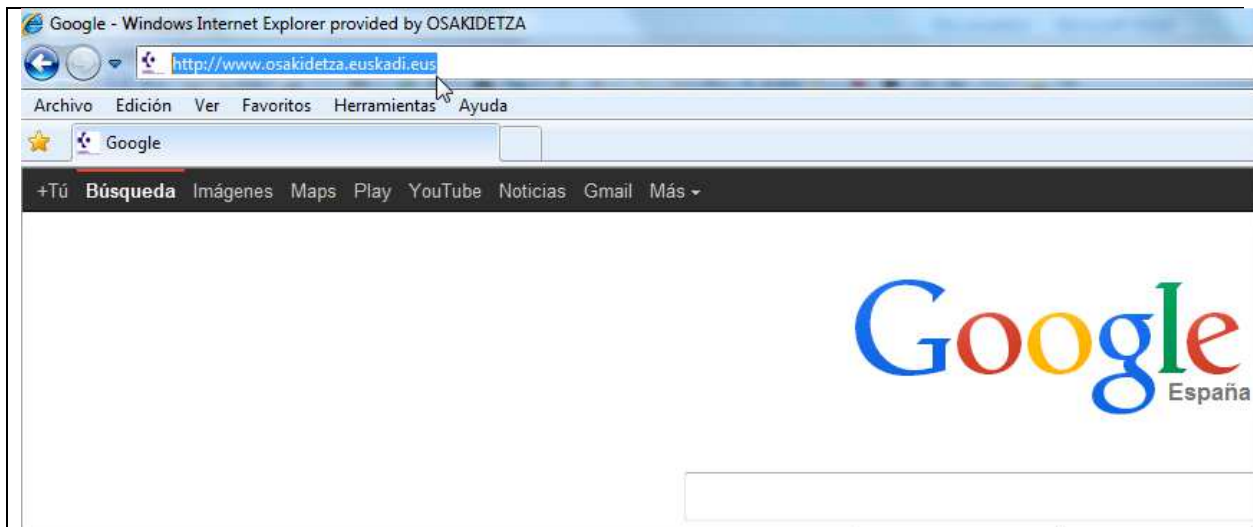 Google - Windows Internet Explorer provided by OSAKIDETZA
http://www.osakidetza.euskadi.eus
Archivo Edición Ver Favoritos Herramientas Ayuda
Google
+Tú Búsqueda Imágenes Maps Play YouTube Noticias Gmail Más
Google
España